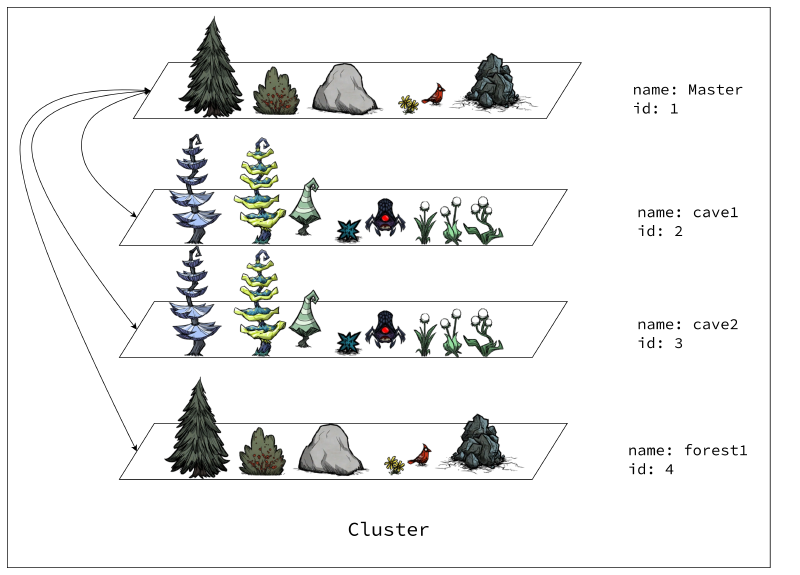 name: Master
id: 1
name: cave1
id: 2
name: cave2
id: 3
name: forest1
id: 4
Cluster